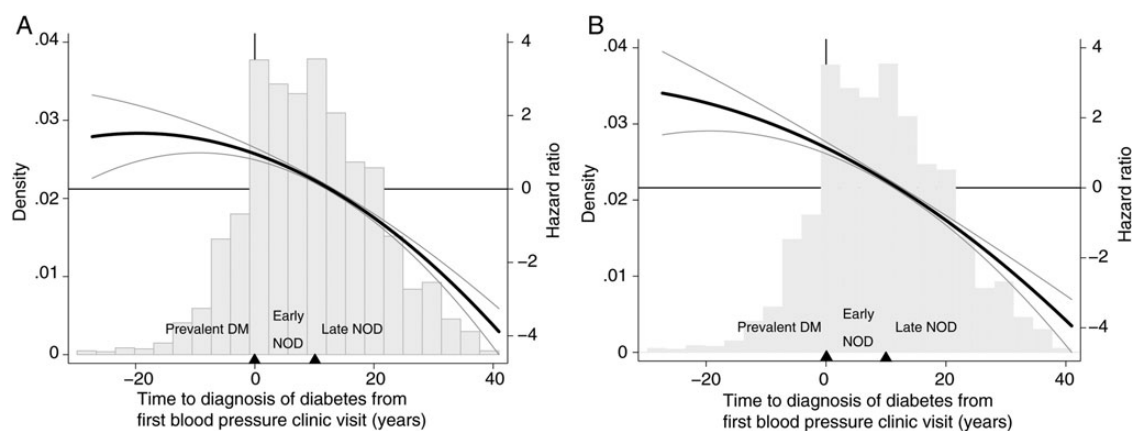 A
.04
.03
.02
.01
0
Density
4
2
0
−2
−4
Hazard ratio
Prevalent DM
Early
NOD
Late NOD
−20
0
20
40
Time to diagnosis of diabetes from
first blood pressure clinic visit (years)
B
.04
.03
.02
.01
0
Density
4
2
0
−2
−4
Hazard ratio
Prevalent DM
Early
NOD
Late NOD
−20
0
20
40
Time to diagnosis of diabetes from
first blood pressure clinic visit (years)